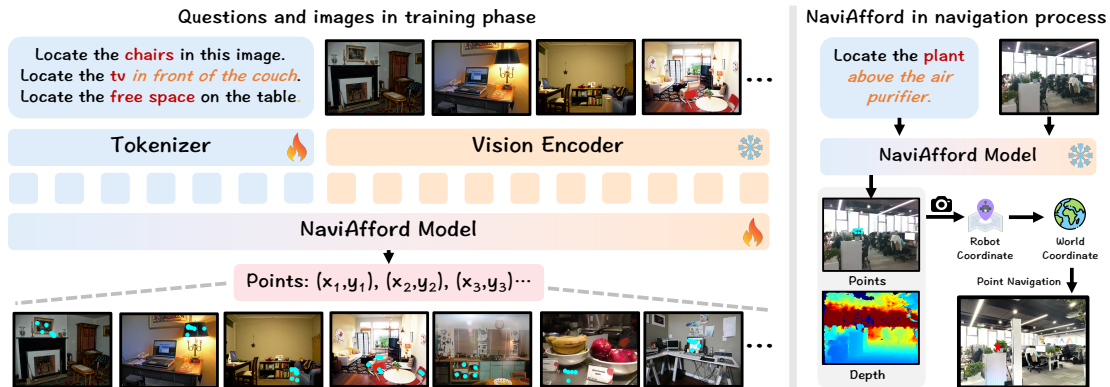 Questions and images in training phase
Locate the chairs in this image.
Locate the tv in front of the couch.
Locate the free space on the table.
Tokenizer
Vision Encoder
NaviAfford Model
Points: (x₁,y₁), (x₂,y₂), (x₃,y₃)···
NaviAfford in navigation process
Locate the plant
above the air
purifier.
NaviAfford Model
Points
Robot
Coordinate
World
Coordinate
Point Navigation
Depth